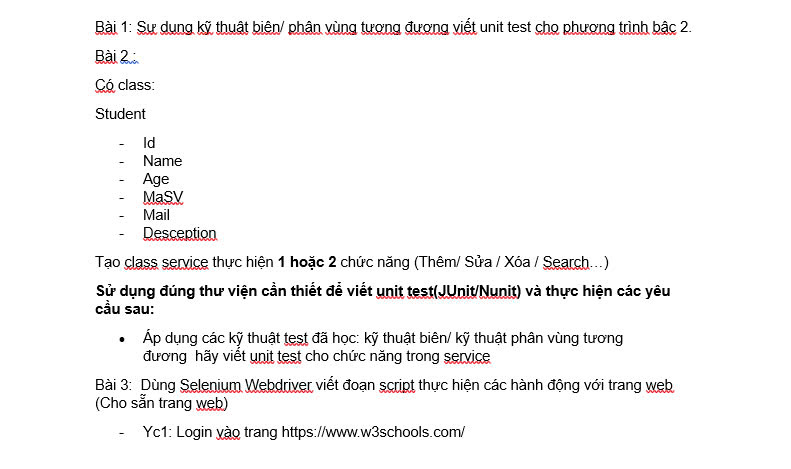 Bài 1: Sư dụng kỹ thuật biên/ phân vùng tương đương viết unit test cho phương trình bâc 2.
Bài 2 :
Có class:
Student
- Id
- Name
- Age
- MaSV
- Mail
- Desception
Tạo class service thực hiện 1 hoặc 2 chức năng (Thêm/ Sửa / Xóa / Search…)
Sử dụng đúng thư viện cần thiết để viết unit test(JUnit/Nunit) và thực hiện các yêu
cầu sau:
• Áp dụng các kỹ thuật test đã học: kỹ thuật biên/ kỹ thuật phân vùng tương
đương hãy viết unit test cho chức năng trong service
Bài 3: Dùng Selenium Webdriver viết đoạn script thực hiện các hành động với trang web
(Cho sẵn trang web)
- Yc1: Login vào trang https://www.w3schools.com/